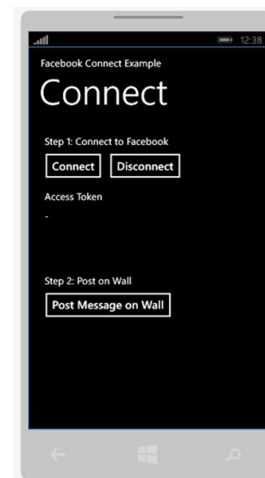 12:38
Facebook Connect Example
Connect
Step 1: Connect to Facebook
Connect Disconnect
Access Token
-
Step 2: Post on Wall
Post Message on Wall